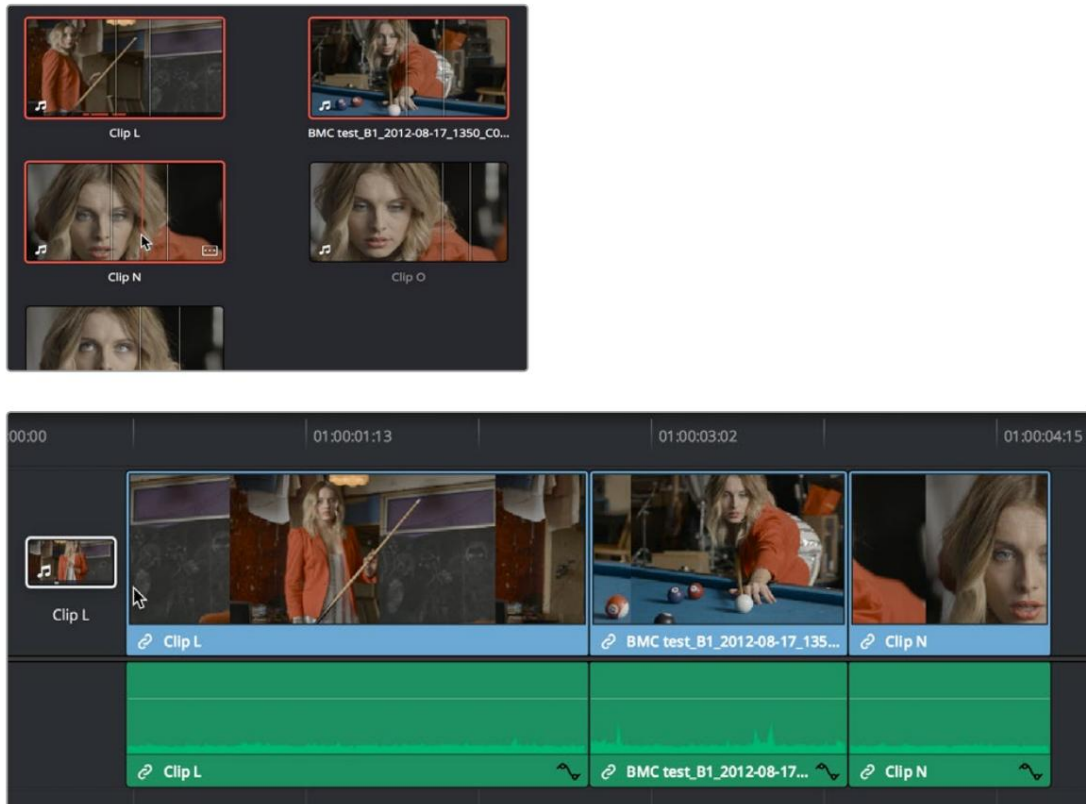 Clip L
BMC test_B1_2012-08-17_1350_C0...
Clip N
Clip O
00:00
01:00:01:13
01:00:03:02
01:00:04:15
Clip L
Clip L
BMC test_B1_2012-08-17_135...
Clip N
Clip L
BMC test_B1_2012-08-17...
Clip N